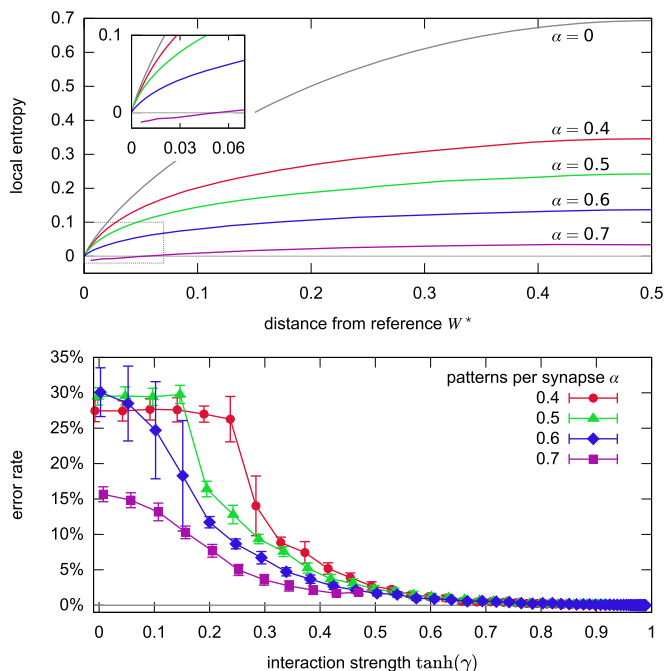 0.7
0.6
0.5
0.4
0.3
0.2
0.1
0
local entropy
0.1
0
0
0.03
0.06
α = 0
α = 0.4
α = 0.5
α = 0.6
α = 0.7
0 0.1 0.2 0.3 0.4 0.5
distance from reference W⋆
35%
30%
25%
20%
15%
10%
5%
0%
error rate
patterns per synapse α
0.4
0.5
0.6
0.7
0 0.1 0.2 0.3 0.4 0.5 0.6 0.7 0.8 0.9 1
interaction strength tanh(γ)